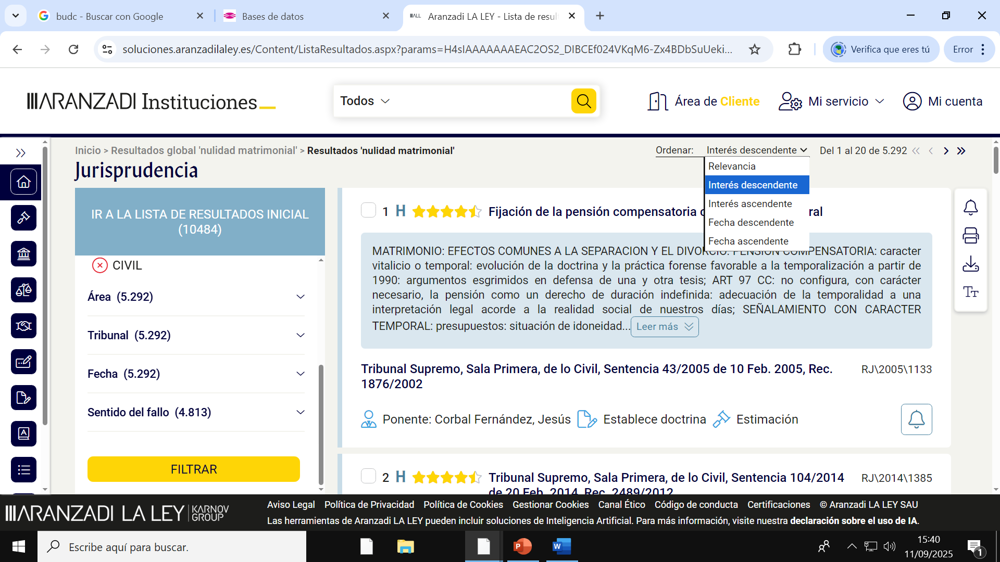 budc - Buscar con Google
Bases de datos
ALL
Aranzadi LA LEY - Lista de resul
soluciones.aranzadilaley.es/Content/ListaResultados.aspx?params=H4sIAAAAAAAEAC2OS2_DIBCEf024VKqM6-Zx4BDbSuUeki...
Verifica que eres tú
Error
ARANZADI Instituciones
Todos
Área de Cliente
Mi servicio
Mi cuenta
Inicio > Resultados global 'nulidad matrimonial' > Resultados 'nulidad matrimonial'
Ordenar:
Interés descendente
Del 1 al 20 de 5.292
Relevancia
Interés descendente
Interés ascendente
Fecha descendente
Fecha ascendente
Jurisprudencia
IR A LA LISTA DE RESULTADOS INICIAL
(10484)
CIVIL
Área (5.292)
Tribunal (5.292)
Fecha (5.292)
Sentido del fallo (4.813)
FILTRAR
1 H Fijación de la pensión compensatoria ral
MATRIMONIO: EFECTOS COMUNES A LA SEPARACION Y EL DIVORCIO. PENSION COMPENSATORIA: caracter
vitalicio o temporal: evolución de la doctrina y la práctica forense favorable a la temporalización a partir de
1990: argumentos esgrimidos en defensa de una y otra tesis; ART 97 CC: no configura, con carácter
necesario, la pensión como un derecho de duración indefinida: adecuación de la temporalidad a una
interpretación legal acorde a la realidad social de nuestros días; SEÑALAMIENTO CON CARACTER
TEMPORAL: presupuestos: situación de idoneidad...
Leer más
Tribunal Supremo, Sala Primera, de lo Civil, Sentencia 43/2005 de 10 Feb. 2005, Rec.
1876/2002
RJ\2005\1133
Ponente: Corbal Fernández, Jesús
Establece doctrina
Estimación
2 H Tribunal Supremo, Sala Primera, de lo Civil, Sentencia 104/2014
de 20 Feb. 2014, Rec. 2489/2012
RJ\2014\1385
Tт
ARANZADI LA LEY
KARNOV
GROUP
Aviso Legal Política de Privacidad Política de Cookies Gestionar Cookies Canal Ético Código de conducta Certificaciones © Aranzadi LA LEY SAU
Las herramientas de Aranzadi LA LEY pueden incluir soluciones de Inteligencia Artificial. Para más información, visite nuestra declaración sobre el uso de IA.
Escribe aquí para buscar.
P
W
15:40
11/09/2025
1